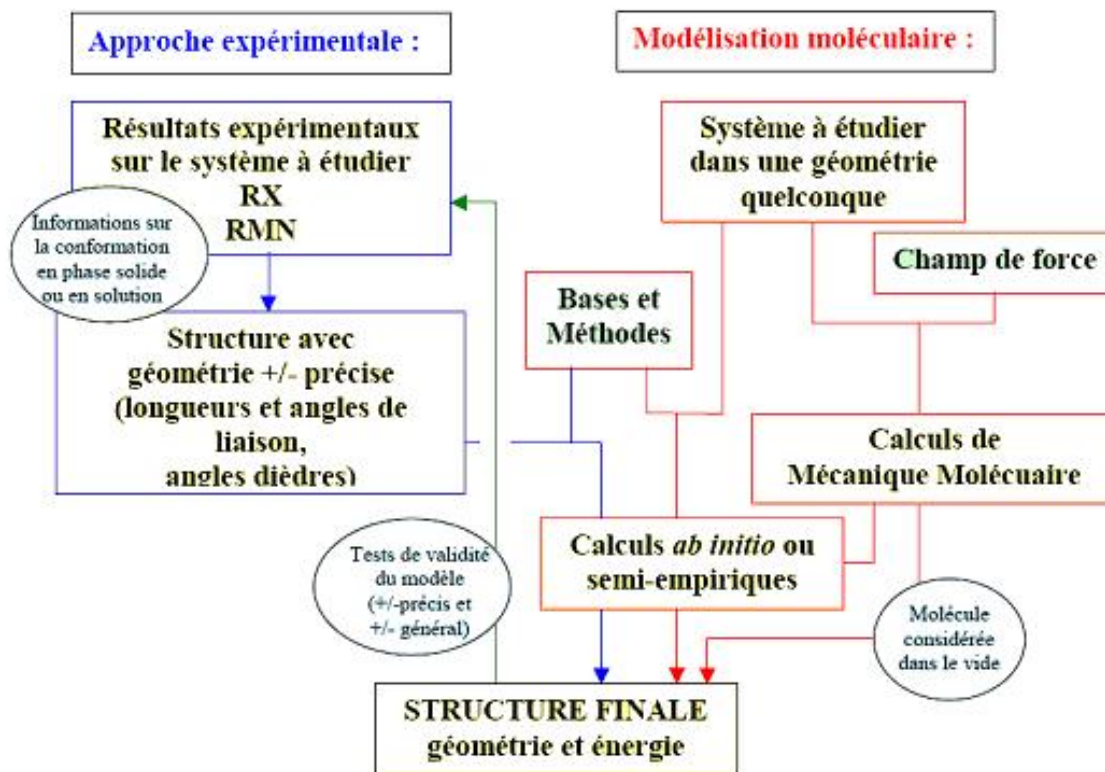 Approche expérimentale :
Modélisation moléculaire :
Résultats expérimentaux
sur le système à étudier
RX
RMN
Système à étudier
dans une géométrie
quelconque
Informations sur
la conformation
en phase solide
ou en solution
Champ de force
Bases et
Méthodes
Structure avec
géométrie +/- précise
(longueurs et angles de
liaison,
angles dièdres)
Calculs de
Mécanique Molécuaire
Calculs ab initio ou
semi-empiriques
Tests de validité
du modèle
(+/-précis et
+/- général)
Molécule
considérée
dans le vide
STRUCTURE FINALE
géométrie et énergie